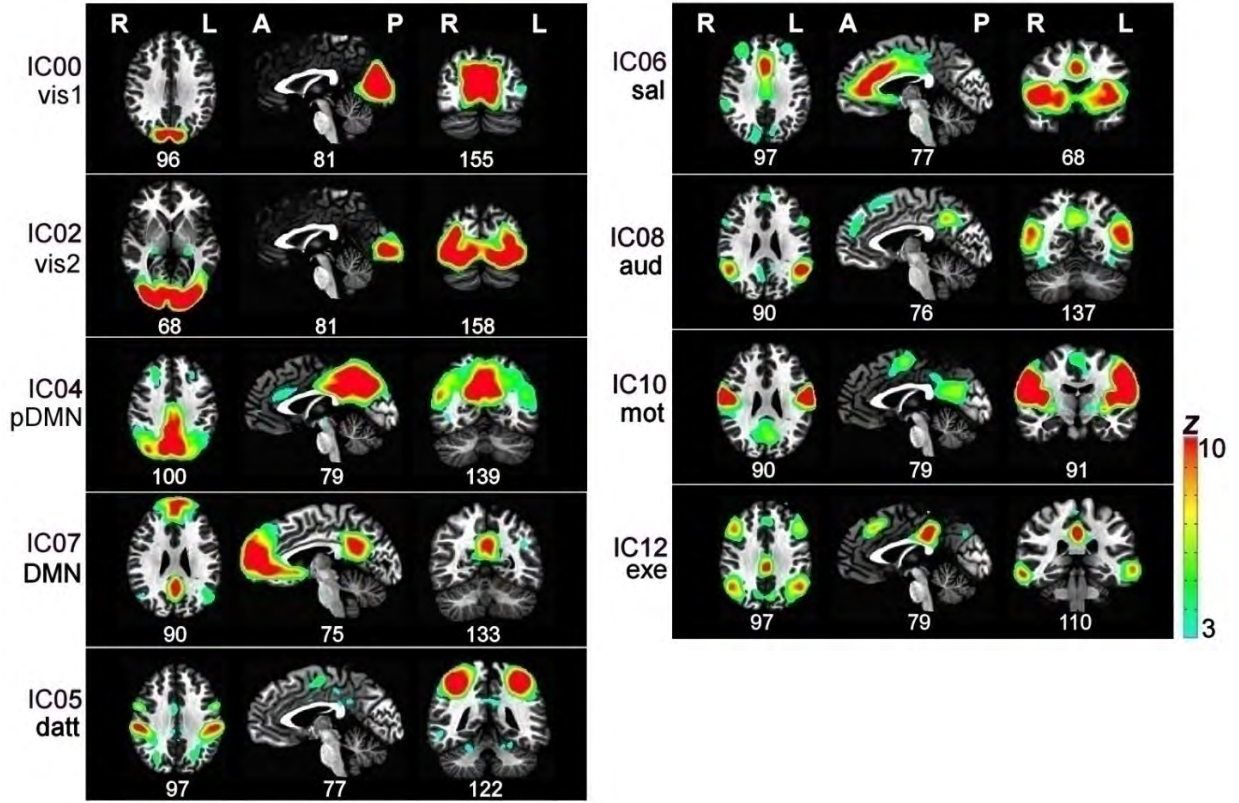 R L A P R L
IC00
vis1
96 81 155
IC02
vis2
68 81 158
IC04
pDMN
100 79 139
IC07
DMN
90 75 133
IC05
datt
97 77 122
R L A P R L
IC06
sal
97 77 68
IC08
aud
90 76 137
IC10
mot
90 79 91
IC12
exe
97 79 110
z
10
3